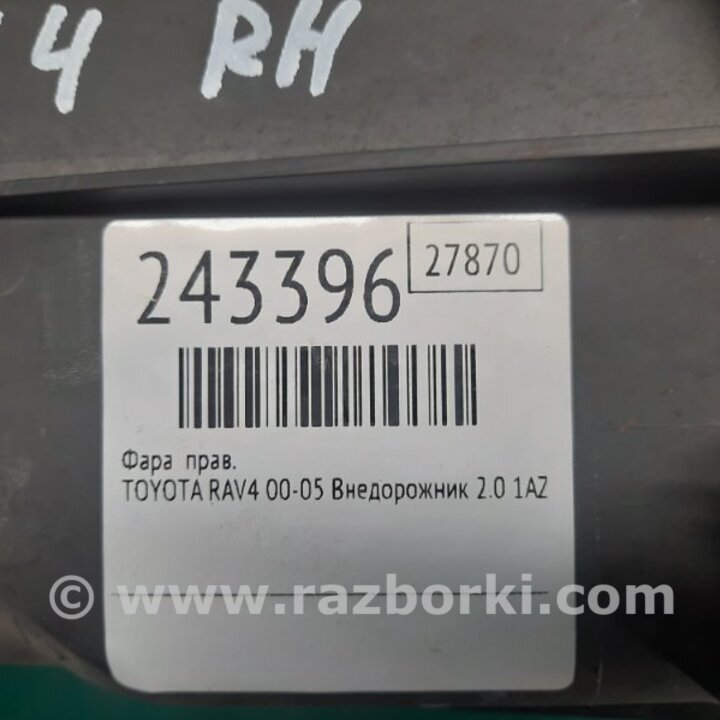 4 RH
243396
27870
Фара прав.
TOYOTA RAV4 00-05 Внедорожник 2.0 1AZ
© www.razborki.com